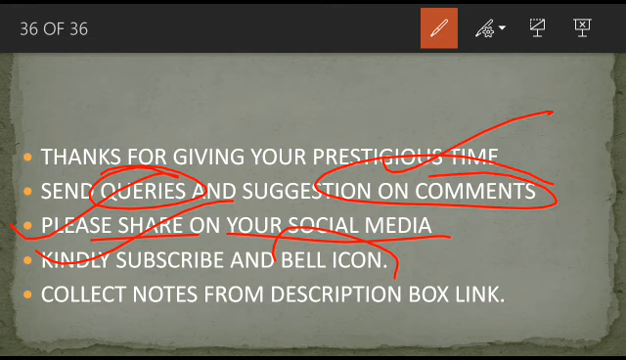 36 OF 36
THANKS FOR GIVING YOUR PRESTIGIOUS TIME
SEND QUERIES AND SUGGESTION ON COMMENTS
PLEASE SHARE ON YOUR SOCIAL MEDIA
KINDLY SUBSCRIBE AND BELL ICON.
COLLECT NOTES FROM DESCRIPTION BOX LINK.